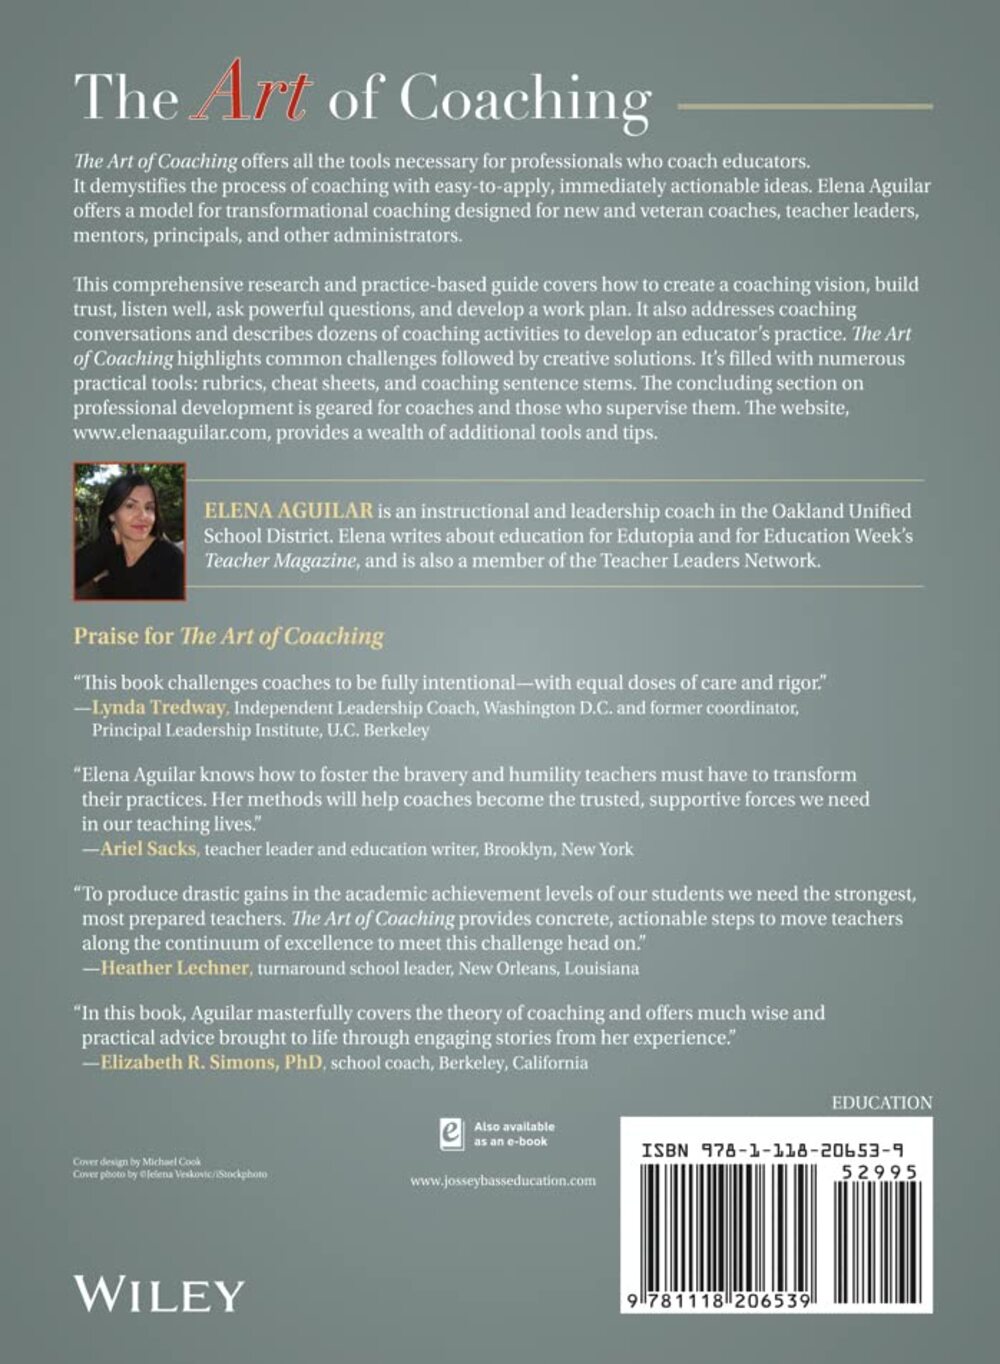 The Art of Coaching
The Art of Coaching offers all the tools necessary for professionals who coach educators.
It demystifies the process of coaching with easy-to-apply, immediately actionable ideas. Elena Aguilar
offers a model for transformational coaching designed for new and veteran coaches, teacher leaders,
mentors, principals, and other administrators.
This comprehensive research and practice-based guide covers how to create a coaching vision, build
trust, listen well, ask powerful questions, and develop a work plan. It also addresses coaching
conversations and describes dozens of coaching activities to develop an educator's practice. The Art
of Coaching highlights common challenges followed by creative solutions. It's filled with numerous
practical tools: rubrics, cheat sheets, and coaching sentence stems. The concluding section on
professional development is geared for coaches and those who supervise them. The website,
www.elenaaguilar.com, provides a wealth of additional tools and tips.
ELENA AGUILAR is an instructional and leadership coach in the Oakland Unified
School District. Elena writes about education for Edutopia and for Education Week's
Teacher Magazine, and is also a member of the Teacher Leaders Network.
Praise for The Art of Coaching
“This book challenges coaches to be fully intentional—with equal doses of care and rigor.”
—Lynda Tredway, Independent Leadership Coach, Washington D.C. and former coordinator,
Principal Leadership Institute, U.C. Berkeley
“Elena Aguilar knows how to foster the bravery and humility teachers must have to transform
their practices. Her methods will help coaches become the trusted, supportive forces we need
in our teaching lives.”
—Ariel Sacks, teacher leader and education writer, Brooklyn, New York
“To produce drastic gains in the academic achievement levels of our students we need the strongest,
most prepared teachers. The Art of Coaching provides concrete, actionable steps to move teachers
along the continuum of excellence to meet this challenge head on.”
—Heather Lechner, turnaround school leader, New Orleans, Louisiana
“In this book, Aguilar masterfully covers the theory of coaching and offers much wise and
practical advice brought to life through engaging stories from her experience.”
—Elizabeth R. Simons, PhD, school coach, Berkeley, California
EDUCATION
e
Also available
as an e-book
Cover design by Michael Cook
Cover photo by ©Jelena Veskovic/iStockphoto
www.josseybasseducation.com
ISBN 978-1-118-20653-9
52995
9 781118 206539
WILEY